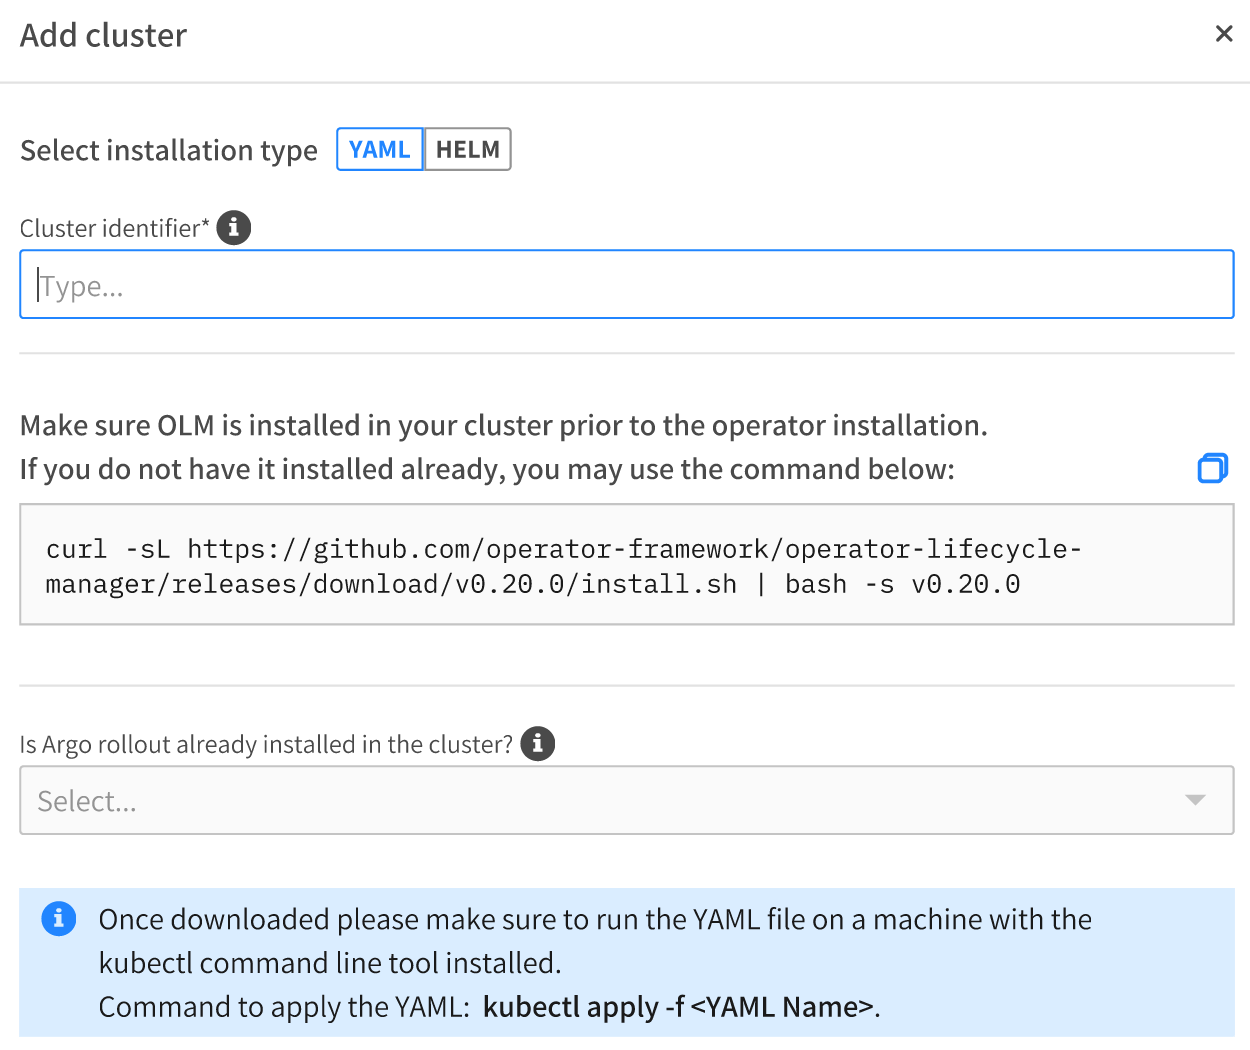 Add cluster
Select installation type YAML HELM
Cluster identifier*
Type...
Make sure OLM is installed in your cluster prior to the operator installation.
If you do not have it installed already, you may use the command below:
curl -sL https://github.com/operator-framework/operator-lifecycle-
manager/releases/download/v0.20.0/install.sh | bash -s v0.20.0
Is Argo rollout already installed in the cluster?
Select...
Once downloaded please make sure to run the YAML file on a machine with the
kubectl command line tool installed.
Command to apply the YAML: kubectl apply -f <YAML Name>.